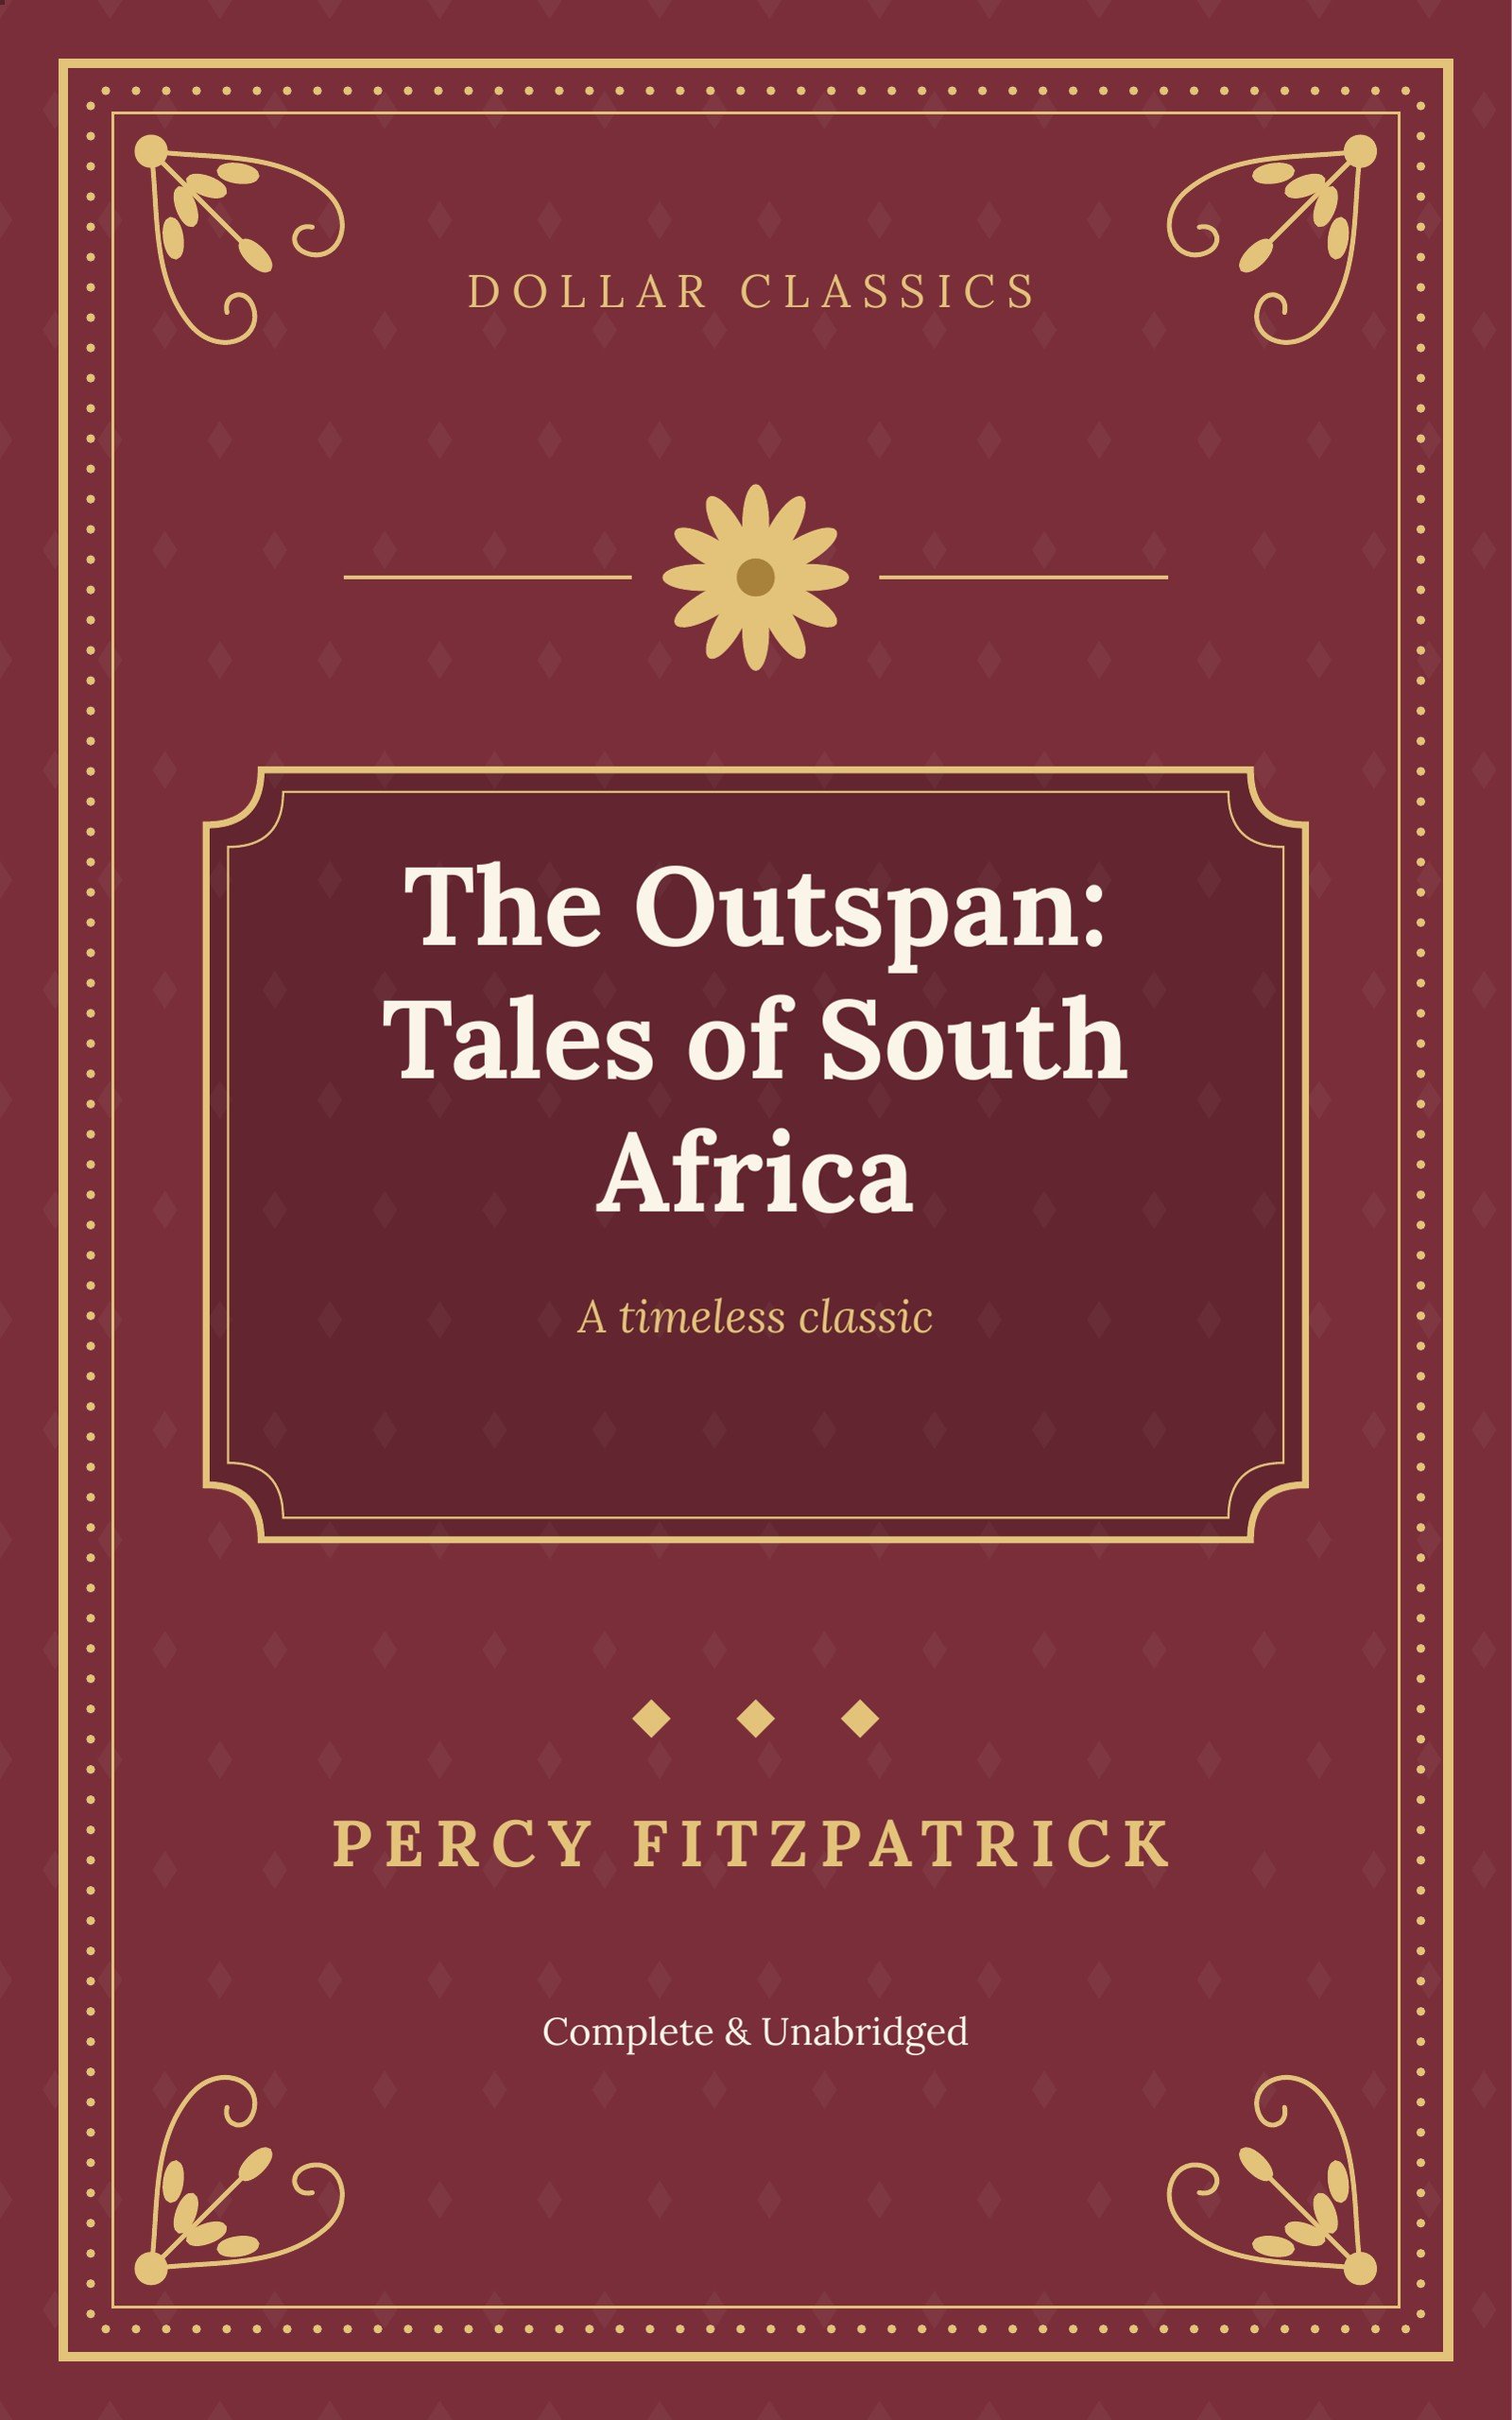 DOLLAR CLASSICS
The Outspan:
Tales of South
Africa
A timeless classic
PERCY FITZPATRICK
Complete & Unabridged